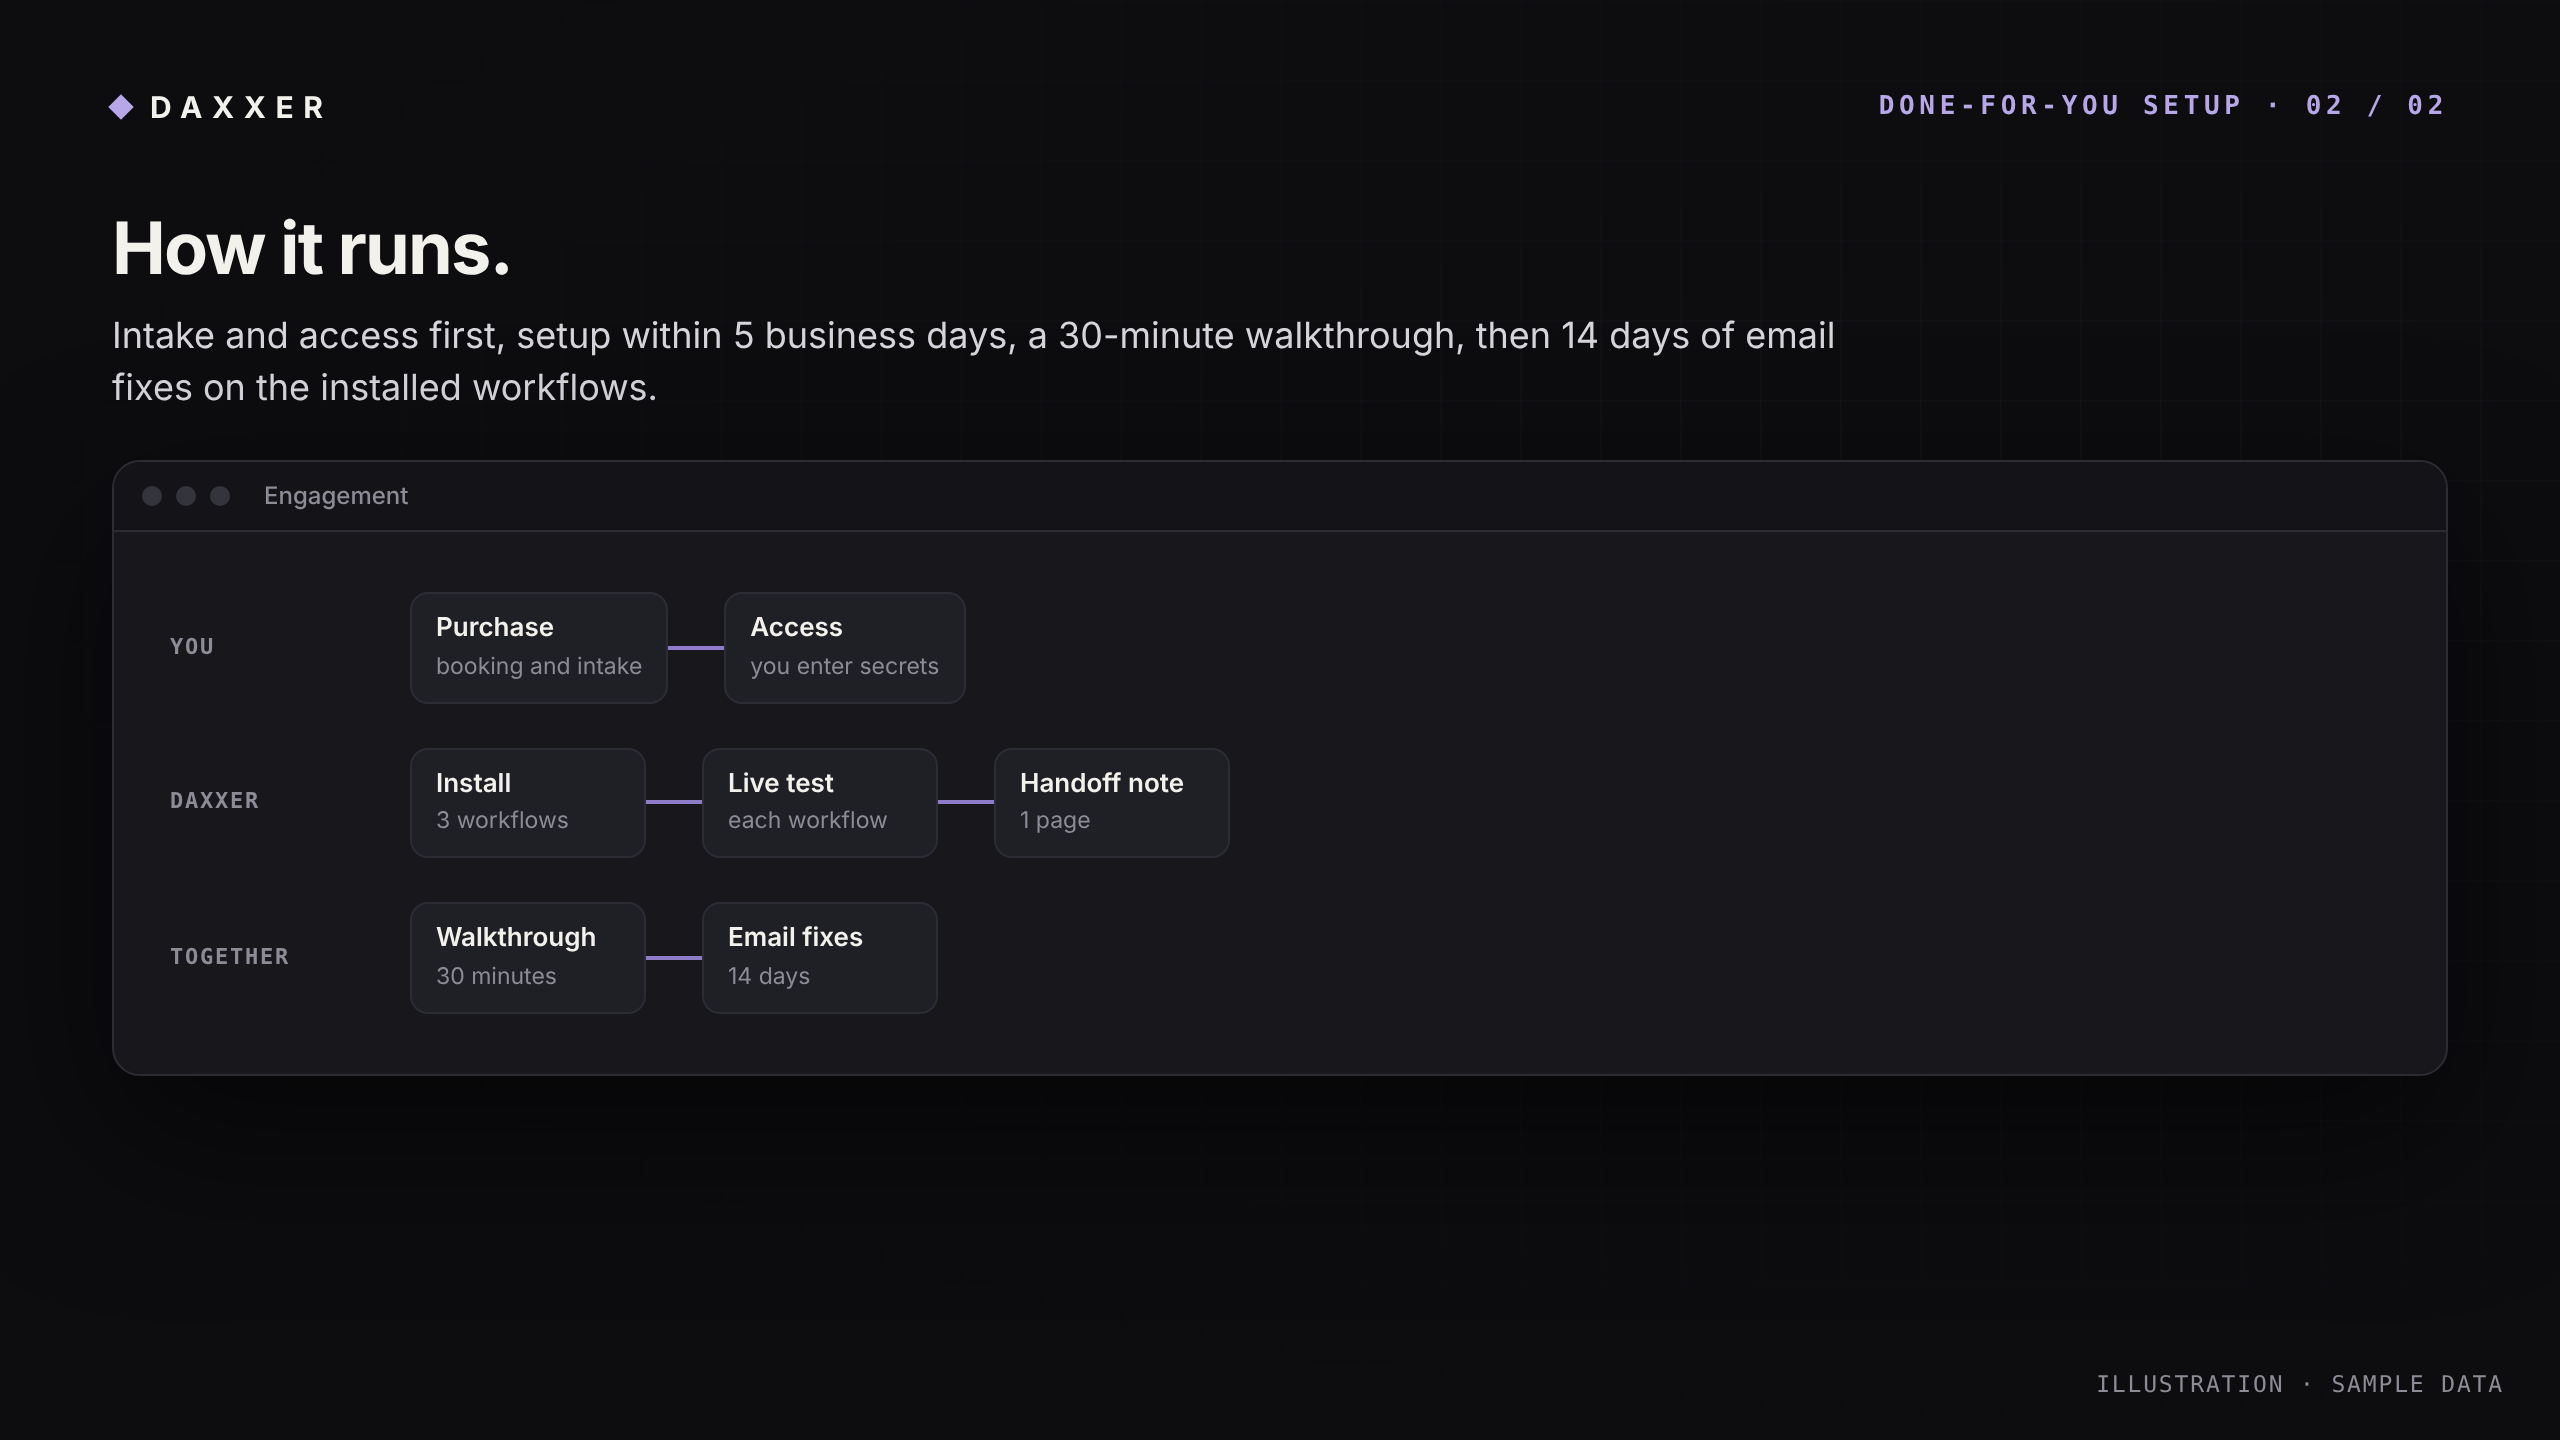 DAXXER
DONE-FOR-YOU SETUP · 02 / 02
How it runs.
Intake and access first, setup within 5 business days, a 30-minute walkthrough, then 14 days of email
fixes on the installed workflows.
Engagement
YOU
Purchase
booking and intake
Access
you enter secrets
DAXXER
Install
3 workflows
Live test
each workflow
Handoff note
1 page
TOGETHER
Walkthrough
30 minutes
Email fixes
14 days
ILLUSTRATION · SAMPLE DATA